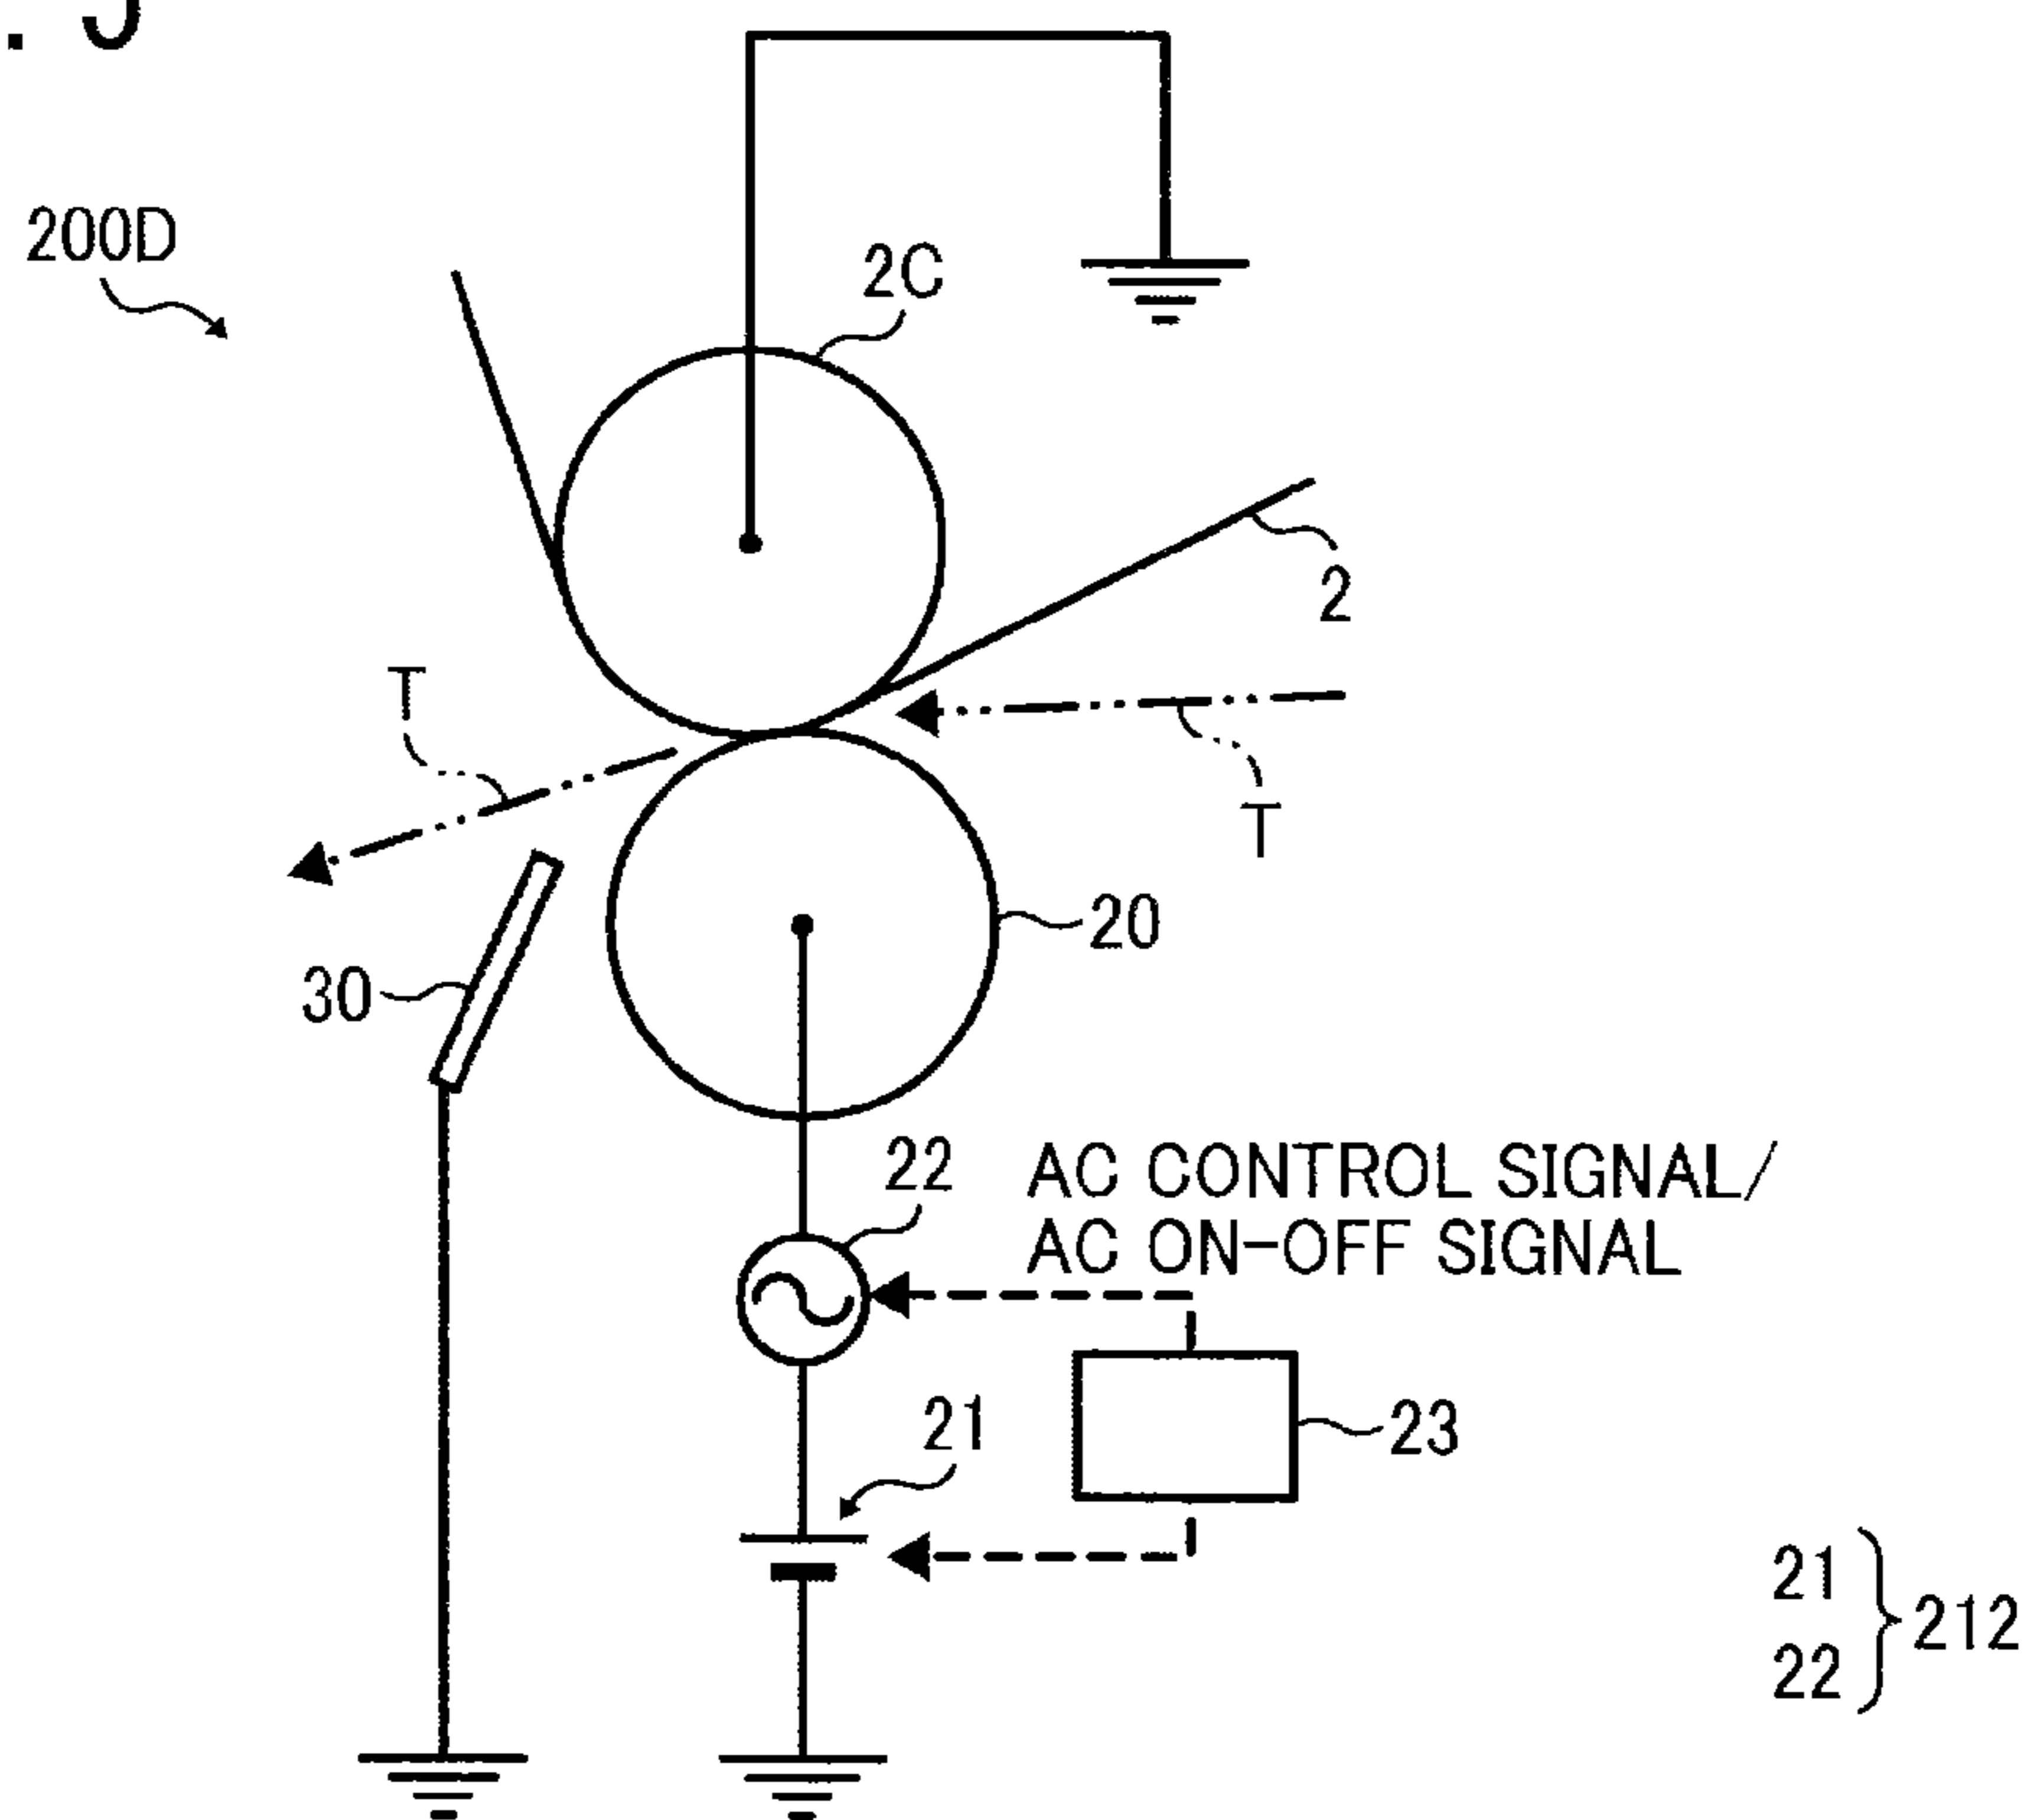 200D
2C
2
T
T
20
30
22
AC CONTROL SIGNAL/
AC ON-OFF SIGNAL
21
23
21
22
212